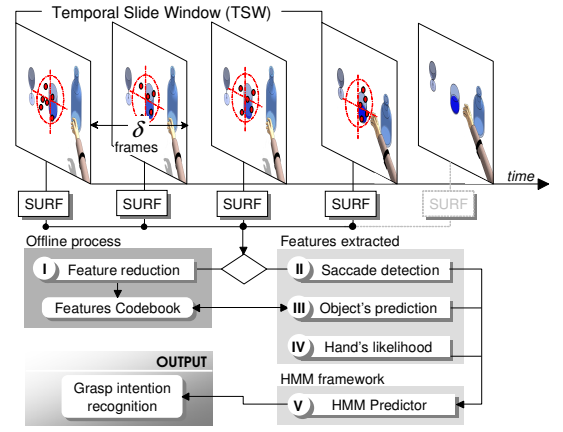 Temporal Slide Window (TSW)
δ
frames
time
SURF
SURF
SURF
SURF
SURF
Offline process
I Feature reduction
Features Codebook
Features extracted
II Saccade detection
III Object's prediction
IV Hand's likelihood
OUTPUT
Grasp intention
recognition
HMM framework
V HMM Predictor